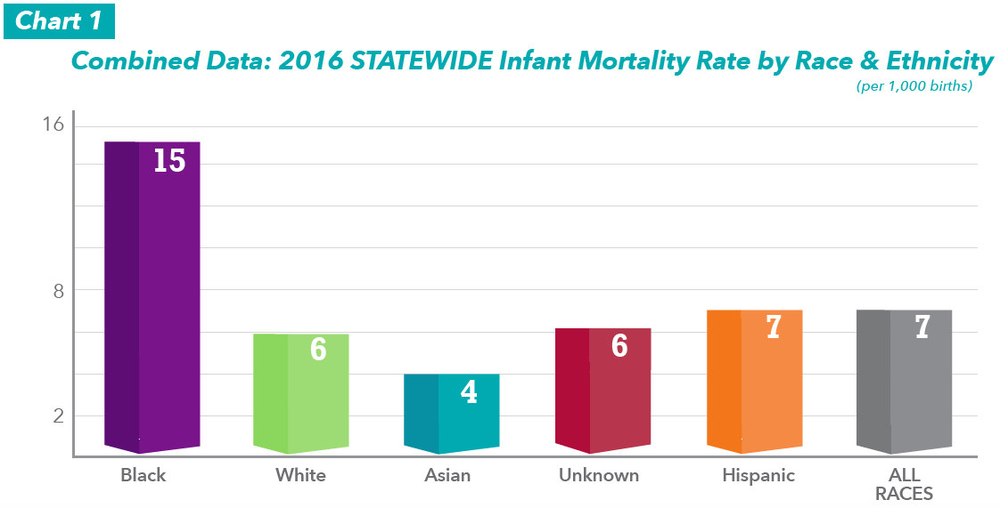 Chart 1
Combined Data: 2016 STATEWIDE Infant Mortality Rate by Race & Ethnicity
(per 1,000 births)
16
8
2
15
6
4
6
7
7
Black
White
Asian
Unknown
Hispanic
ALL
RACES